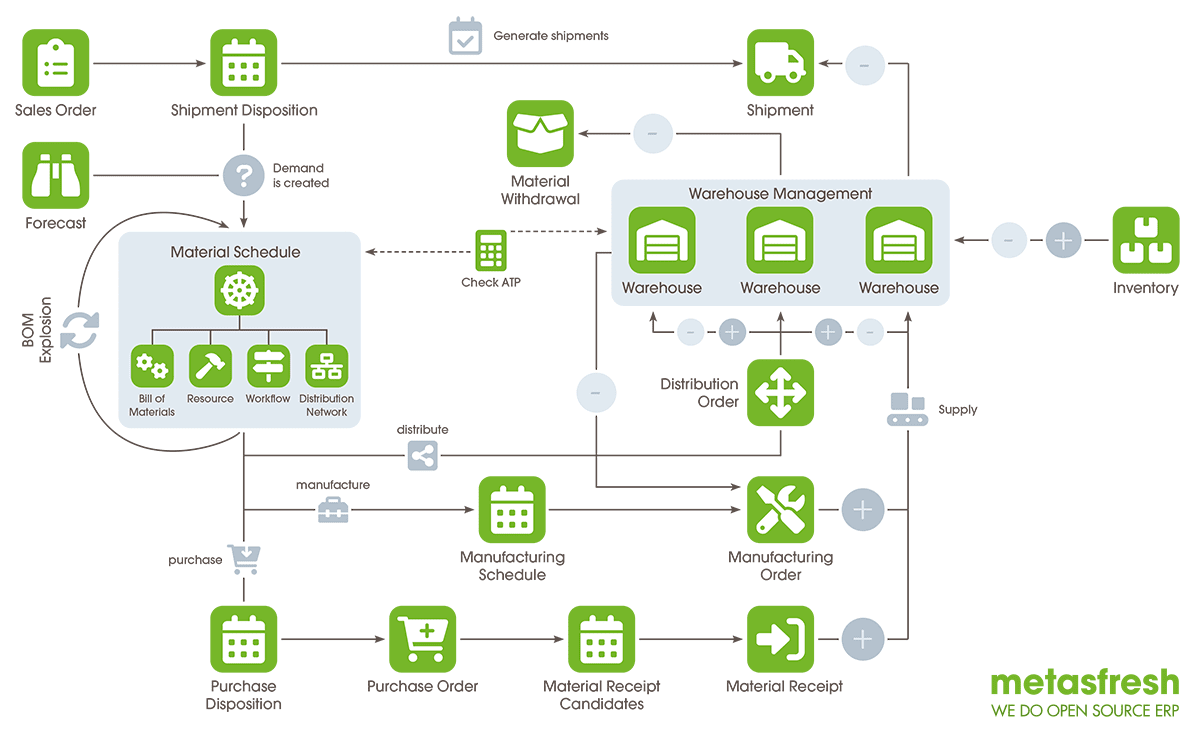 Generate shipments
Sales Order
Shipment Disposition
Shipment
Demand
is created
Forecast
Material
Withdrawal
Warehouse Management
Warehouse
Warehouse
Warehouse
Inventory
Material Schedule
Check ATP
BOM
Explosion
Bill of
Materials
Resource
Workflow
Distribution
Network
Distribution
Order
Supply
distribute
manufacture
Manufacturing
Schedule
Manufacturing
Order
purchase
Purchase
Disposition
Purchase Order
Material Receipt
Candidates
Material Receipt
metasfresh
WE DO OPEN SOURCE ERP